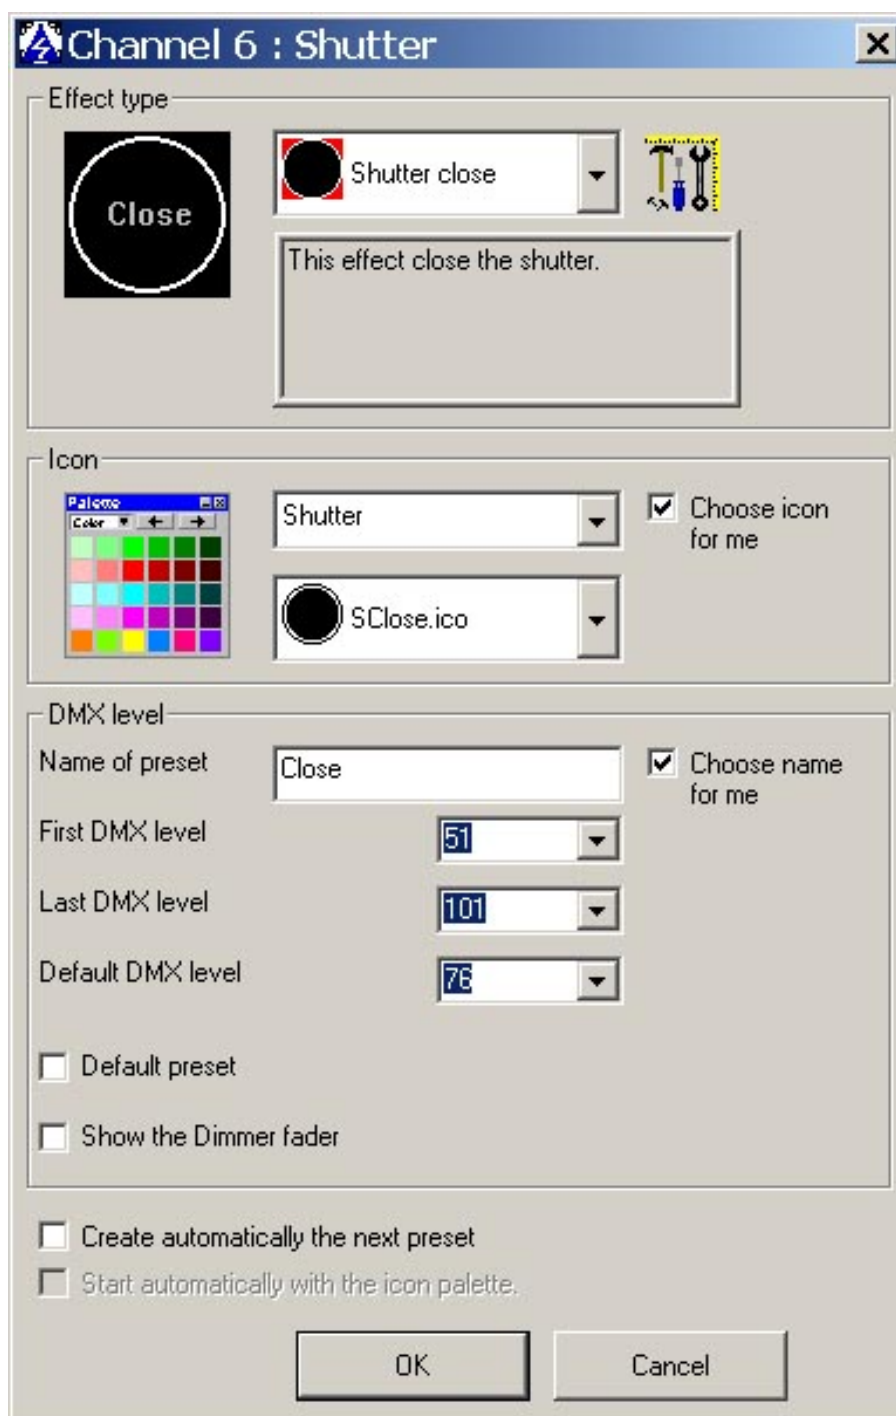 Channel 6 : Shutter
Effect type
Close
Shutter close
This effect close the shutter.
Icon
Palette
Color
Shutter
Choose icon
for me
SClose.ico
DMX level
Name of preset
Close
Choose name
for me
First DMX level
51
Last DMX level
101
Default DMX level
76
Default preset
Show the Dimmer fader
Create automatically the next preset
Start automatically with the icon palette.
OK
Cancel